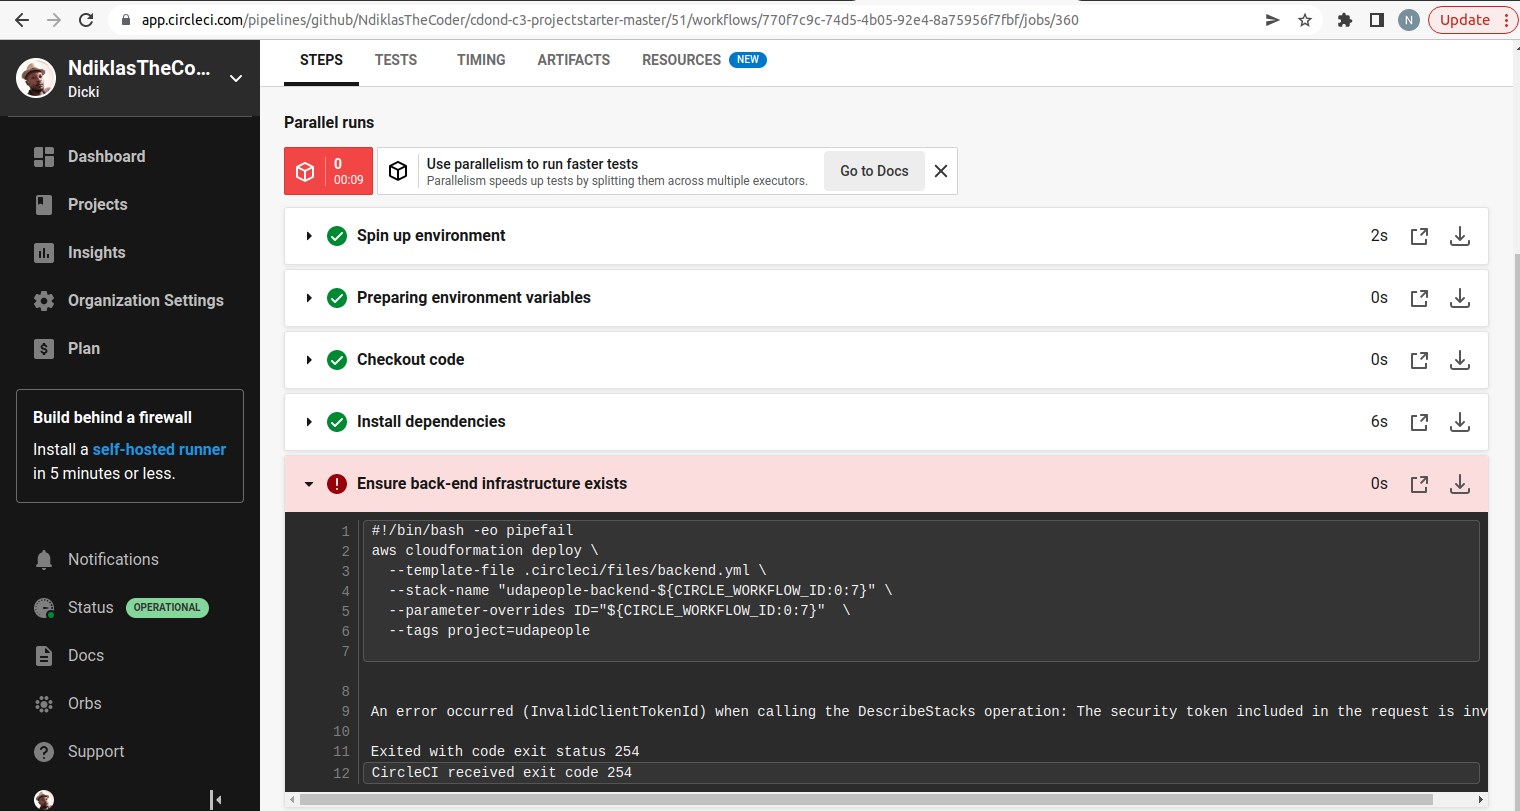 app.circleci.com/pipelines/github/NdiklasTheCoder/cdond-c3-projectstarter-master/51/workflows/770f7c9c-74d5-4b05-92e4-8a75956f7fbf/jobs/360
N
Update
NdiklasTheCo...
Dicki
Dashboard
Projects
Insights
Organization Settings
Plan
Build behind a firewall
Install a self-hosted runner
in 5 minutes or less.
Notifications
Status OPERATIONAL
Docs
Orbs
Support
STEPS TESTS TIMING ARTIFACTS RESOURCES NEW
Parallel runs
0
00:09
Use parallelism to run faster tests
Parallelism speeds up tests by splitting them across multiple executors.
Go to Docs
Spin up environment 2s
Preparing environment variables 0s
Checkout code 0s
Install dependencies 6s
Ensure back-end infrastructure exists 0s
1 #!/bin/bash -eo pipefail
2 aws cloudformation deploy \
3 --template-file .circleci/files/backend.yml \
4 --stack-name "udapeople-backend-${CIRCLE_WORKFLOW_ID:0:7}" \
5 --parameter-overrides ID="${CIRCLE_WORKFLOW_ID:0:7}" \
6 --tags project=udapeople
7
8
9 An error occurred (InvalidClientTokenId) when calling the DescribeStacks operation: The security token included in the request is inv
10
11 Exited with code exit status 254
12 CircleCI received exit code 254